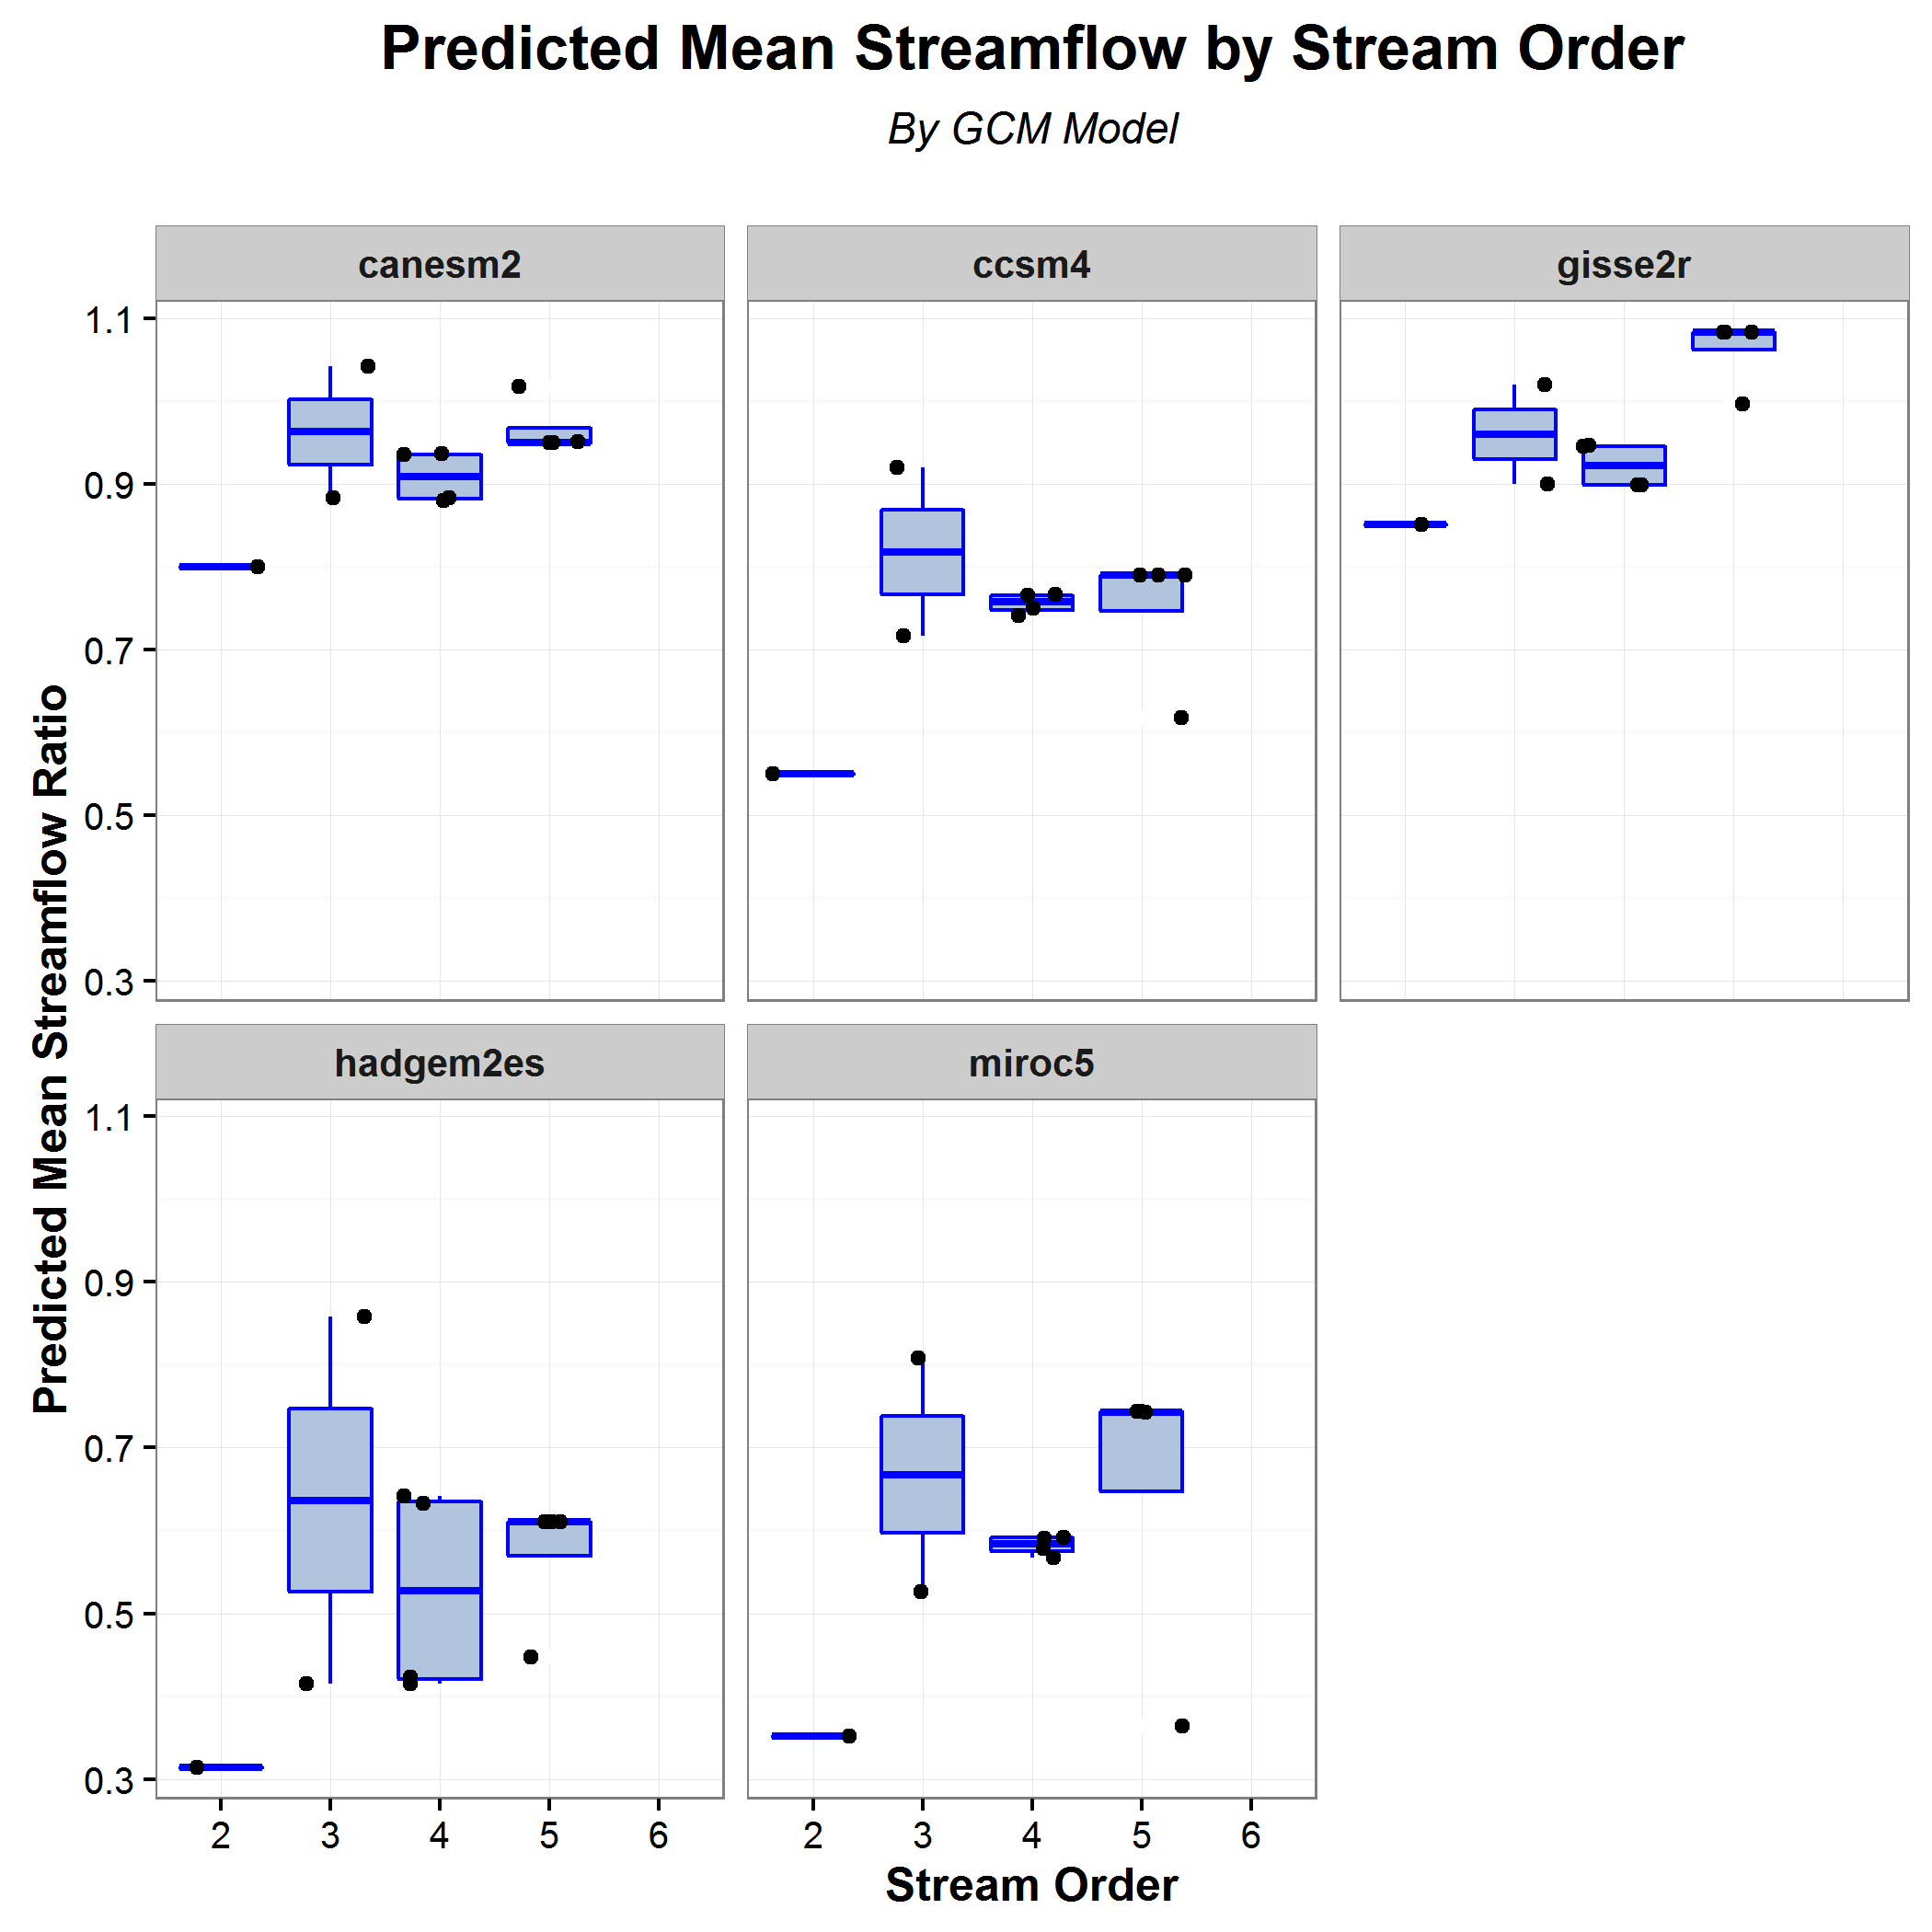 Predicted Mean Streamflow by Stream Order
By GCM Model
canesm2
ccsm4
gisse2r
1.1
0.9
0.7
0.5
0.3
Predicted Mean Streamflow Ratio
hadgem2es
miroc5
1.1
0.9
0.7
0.5
0.3
2 3 4 5 6
2 3 4 5 6
Stream Order